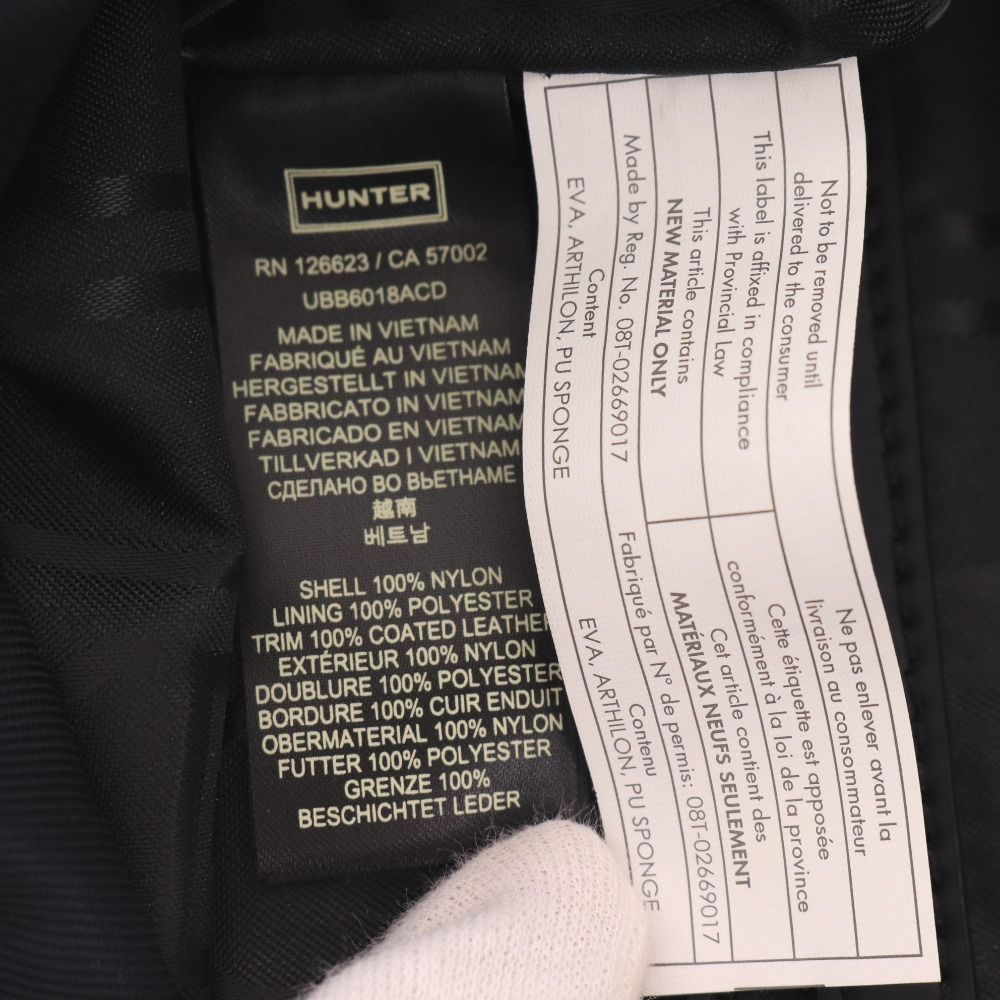 HUNTER
RN 126623 / CA 57002
UBB6018ACD
MADE IN VIETNAM
FABRIQUÉ AU VIETNAM
HERGESTELLT IN VIETNAM
FABBRICATO IN VIETNAM
FABRICADO EN VIETNAM
TILLVERKAD I VIETNAM
СДЕЛАНО ВО ВЬЕТНАМЕ
越南
베트남
SHELL 100% NYLON
LINING 100% POLYESTER
TRIM 100% COATED LEATHER
EXTÉRIEUR 100% NYLON
DOUBLURE 100% POLYESTER
BORDURE 100% CUIR ENDUIT
OBERMATERIAL 100% NYLON
FUTTER 100% POLYESTER
GRENZE 100%
BESCHICHTET LEDER
Not to be removed until
delivered to the consumer
This label is affixed in compliance
with Provincial Law
This article contains
NEW MATERIAL ONLY
Made by Reg. No. 08T-02669017
Content
EVA, ARTHILON, PU SPONGE
Ne pas enlever avant la
livraison au consommateur
Cette étiquette est apposée
conformément à la loi de la province
Cet article contient des
MATÉRIAUX NEUFS SEULEMENT
Fabriqué par N° de permis: 08T-02669017
Contenu
EVA, ARTHILON, PU SPONGE